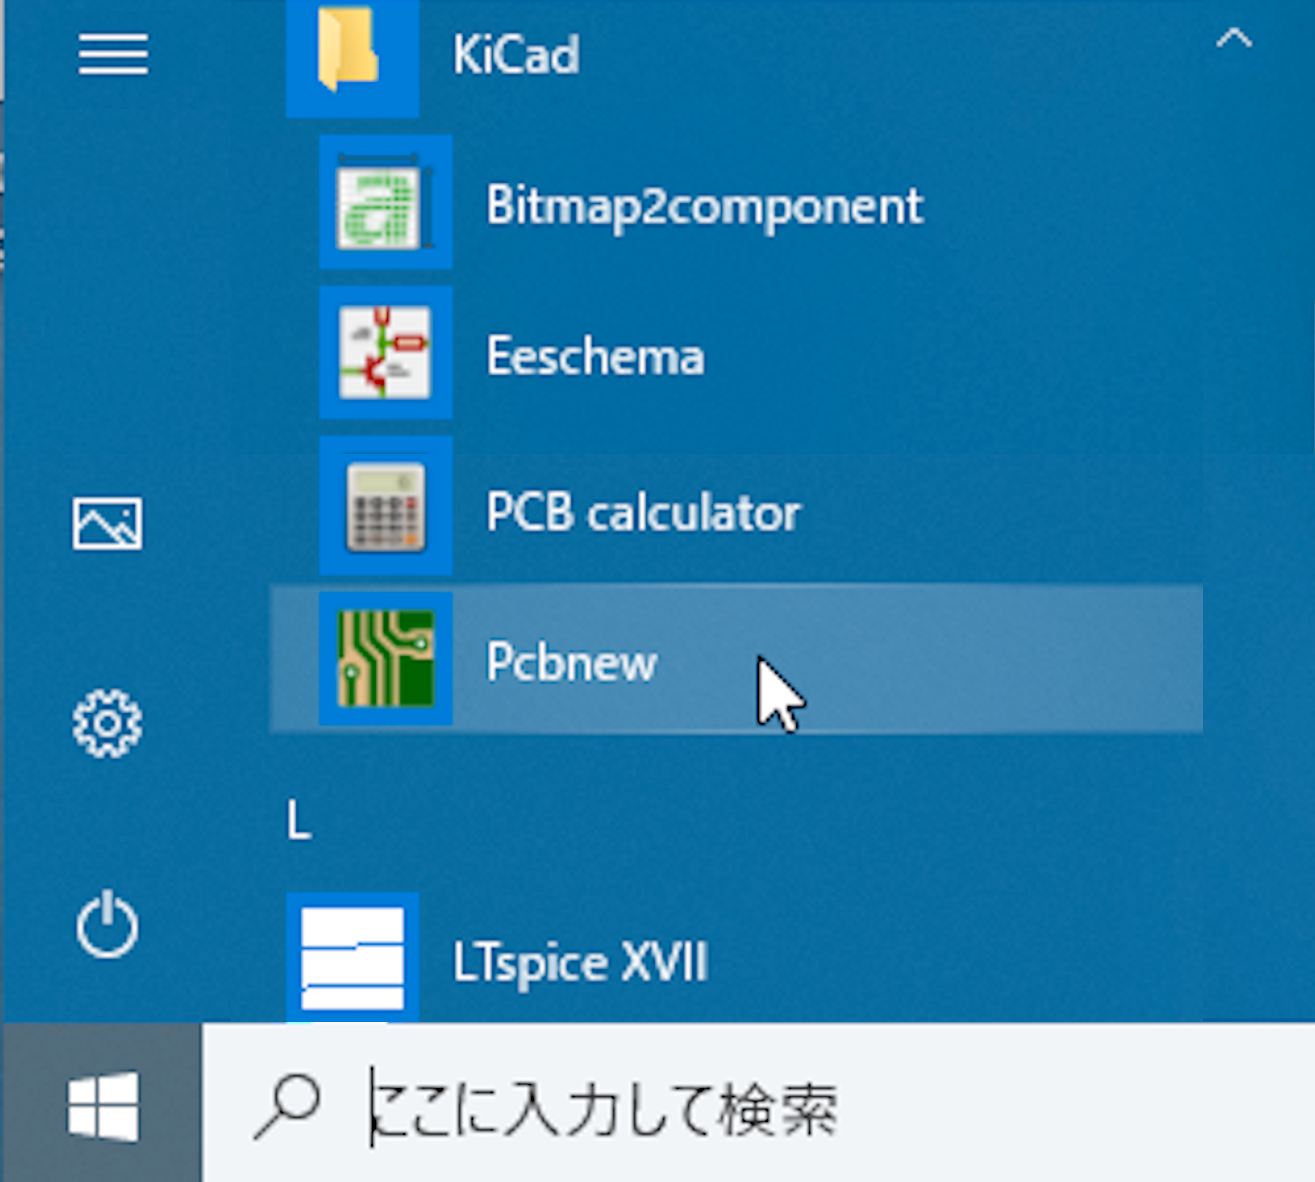 KiCad
Bitmap2component
Eeschema
PCB calculator
Pcbnew
L
LTspice XVII
ここに入力して検索